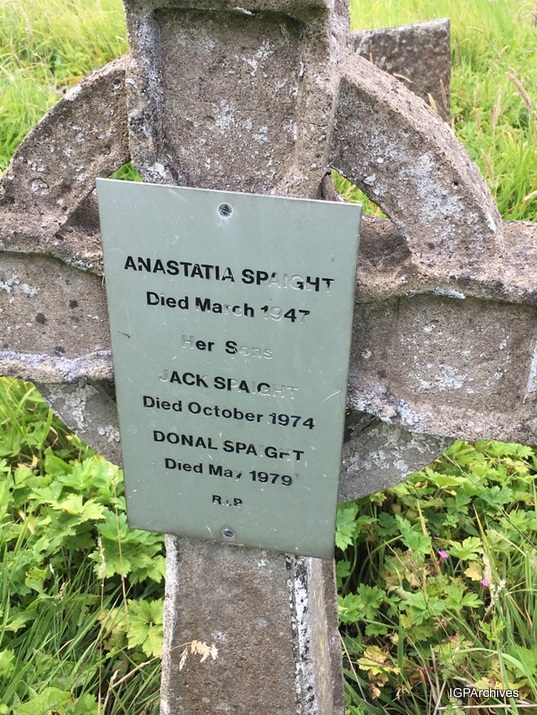 ANASTATIA SPAIGHT
Died March 1947
Her Sons
JACK SPAIGHT
Died October 1974
DONAL SPAIGHT
Died May 1979
R.I.P
IGPArchives